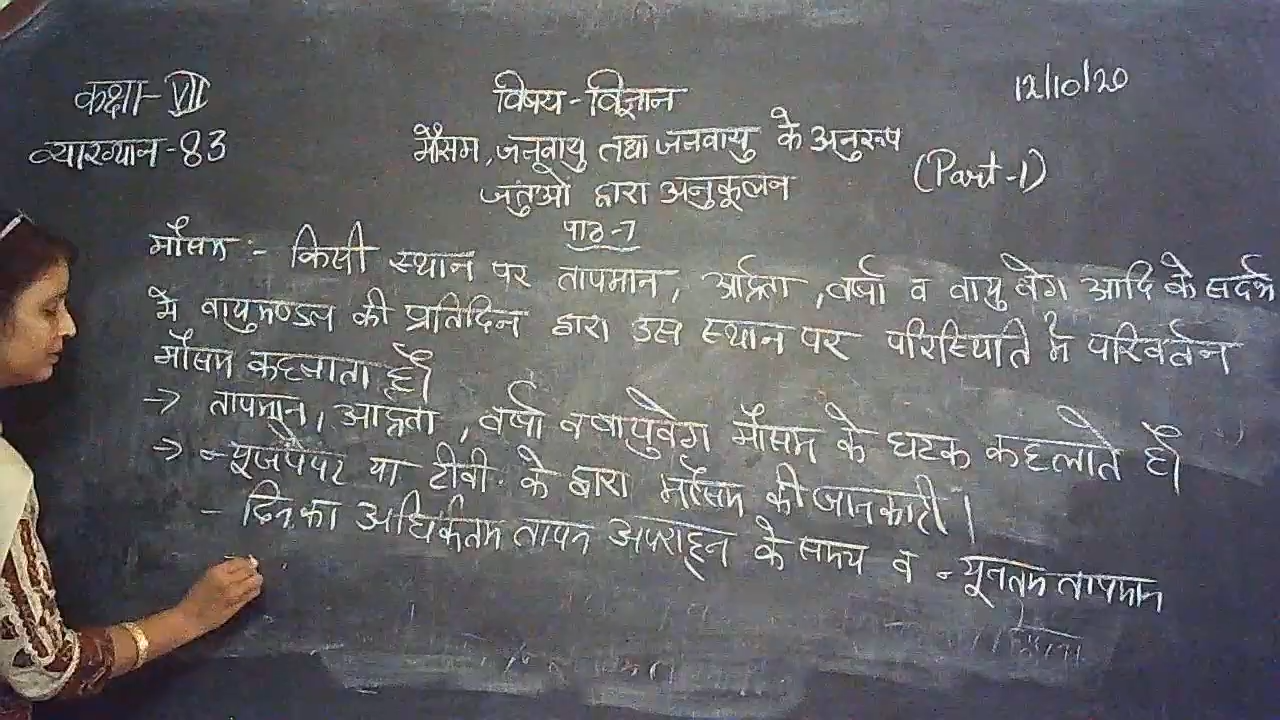 कक्षा-VII
विषय-विज्ञान
12/10/20
व्याख्यान-83
मौसम, जलवायु तथा जलवायु के अनुरूप
(Part-1)
जतुओ द्वारा अनुकूलन
पाठ-7
मौसम :- किसी स्थान पर तापमान, आर्द्रता, वर्षा व वायु वेग आदि के संदर्भ
मे वायुमण्डल की प्रतिदिन द्वारा उस स्थान पर परिस्थिति में परिवर्तन
मौसम कहलाता है।
→ तापमान, आर्द्रता, वर्षा व वायुवेग मौसम के घटक कहलाते है।
→ न्यूजपेपर या टीवी. के द्वारा मौसम की जानकारी।
- दिन का अधिकतम तापम अपराह्न के समय व न्यूनतम तापमान